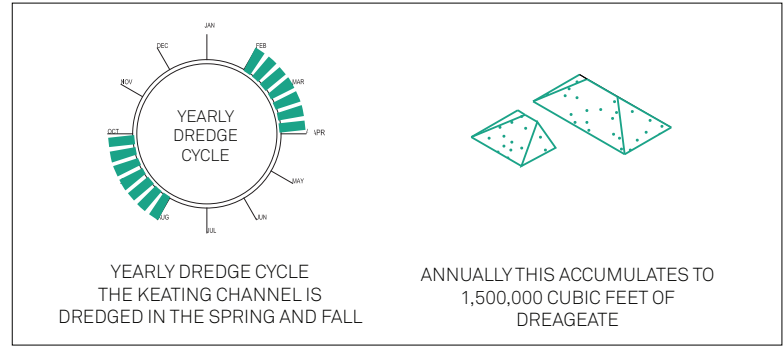 JAN
FEB
MAR
APR
MAY
JUN
JUL
AUG
OCT
NOV
DEC
YEARLY
DREDGE
CYCLE
YEARLY DREDGE CYCLE
THE KEATING CHANNEL IS
DREDGED IN THE SPRING AND FALL
ANNUALLY THIS ACCUMULATES TO
1,500,000 CUBIC FEET OF
DREAGEATE